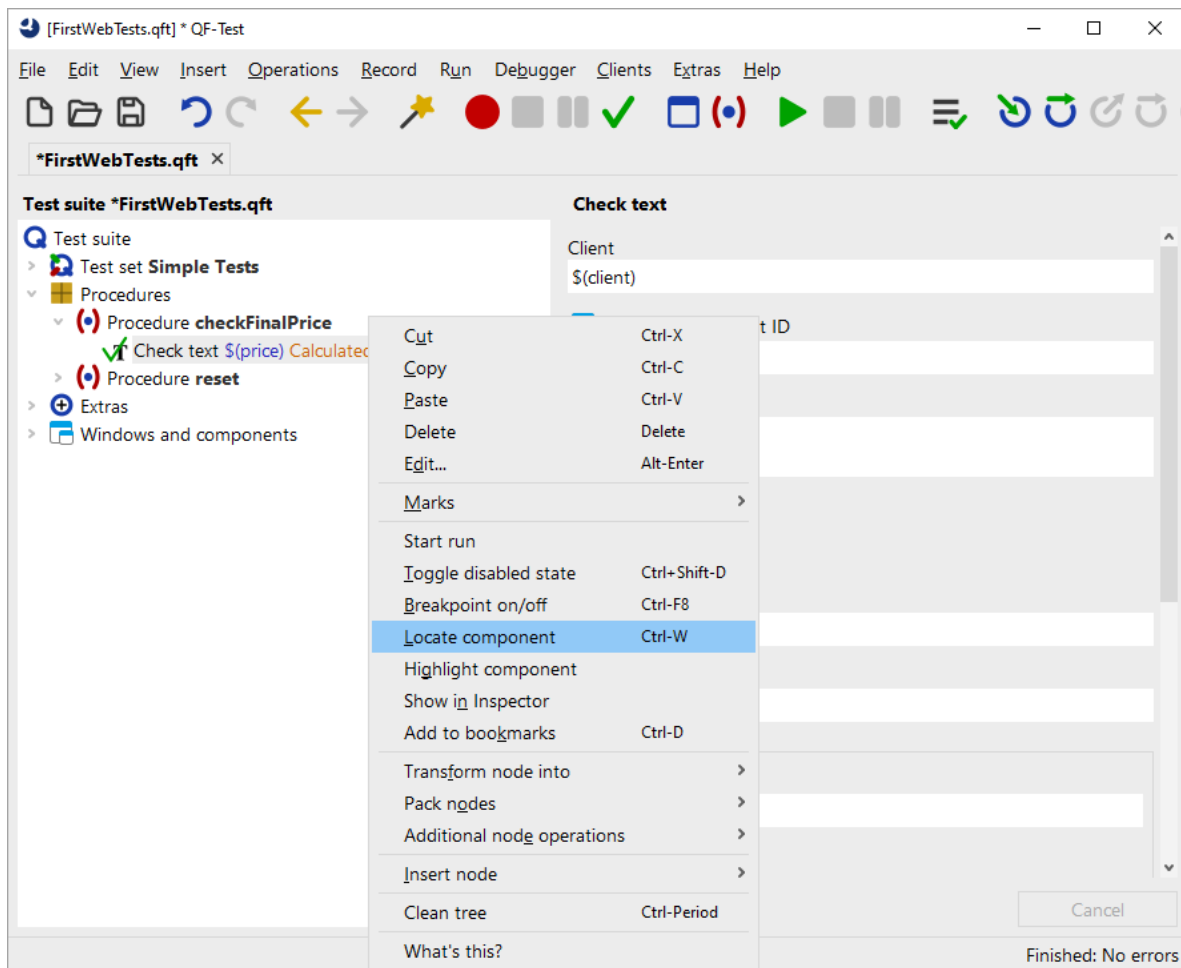 [FirstWebTests.qft] * QF-Test
File Edit View Insert Operations Record Run Debugger Clients Extras Help
*FirstWebTests.qft
Test suite *FirstWebTests.qft
Test suite
Test set Simple Tests
Procedures
Procedure checkFinalPrice
Check text $(price) Calculated
Procedure reset
Extras
Windows and components
Check text
Client
$(client)
t ID
Cut Ctrl-X
Copy Ctrl-C
Paste Ctrl-V
Delete Delete
Edit... Alt-Enter
Marks
Start run
Toggle disabled state Ctrl+Shift-D
Breakpoint on/off Ctrl-F8
Locate component Ctrl-W
Highlight component
Show in Inspector
Add to bookmarks Ctrl-D
Transform node into
Pack nodes
Additional node operations
Insert node
Clean tree Ctrl-Period
What's this?
Cancel
Finished: No errors